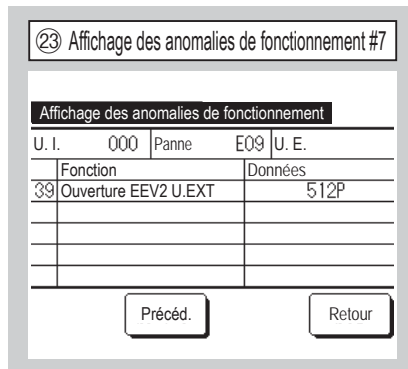 ㉓ Affichage des anomalies de fonctionnement #7
Affichage des anomalies de fonctionnement
U. I. 000 Panne E09 U. E.
Fonction Données
39 Ouverture EEV2 U.EXT 512P
Précéd. Retour